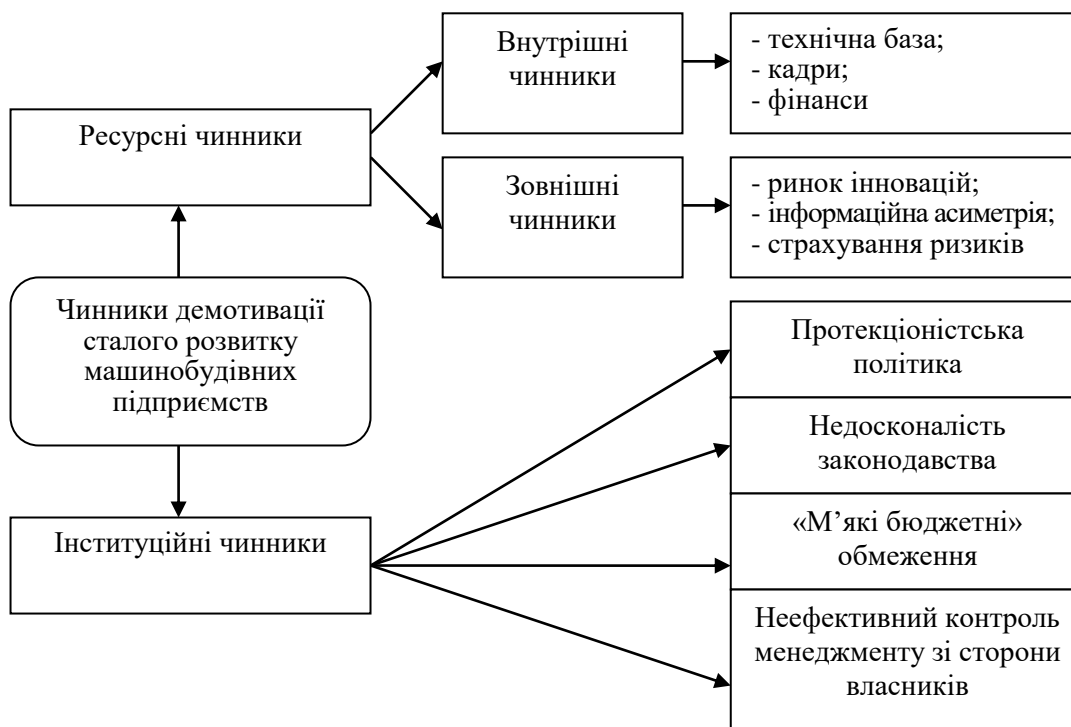 Внутрішні
чинники
- технічна база;
- кадри;
- фінанси
Ресурсні чинники
Зовнішні
чинники
- ринок інновацій;
- інформаційна асиметрія;
- страхування ризиків
Чинники демотивації
сталого розвитку
машинобудівних
підприємств
Протекціоністська
політика
Недосконалість
законодавства
Інституційні чинники
«М’які бюджетні»
обмеження
Неефективний контроль
менеджменту зі сторони
власників